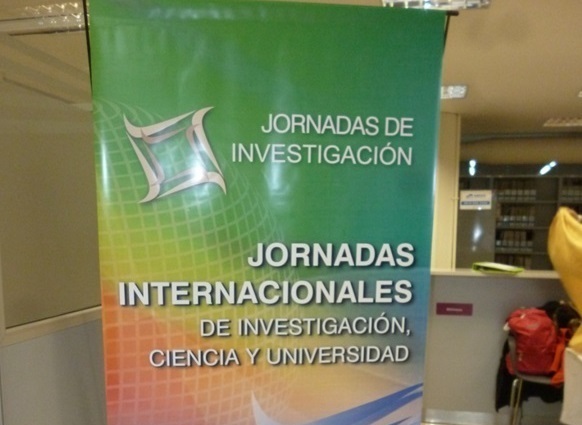 JORNADAS DE
INVESTIGACIÓN
JORNADAS
INTERNACIONALES
DE INVESTIGACIÓN,
CIENCIA Y UNIVERSIDAD